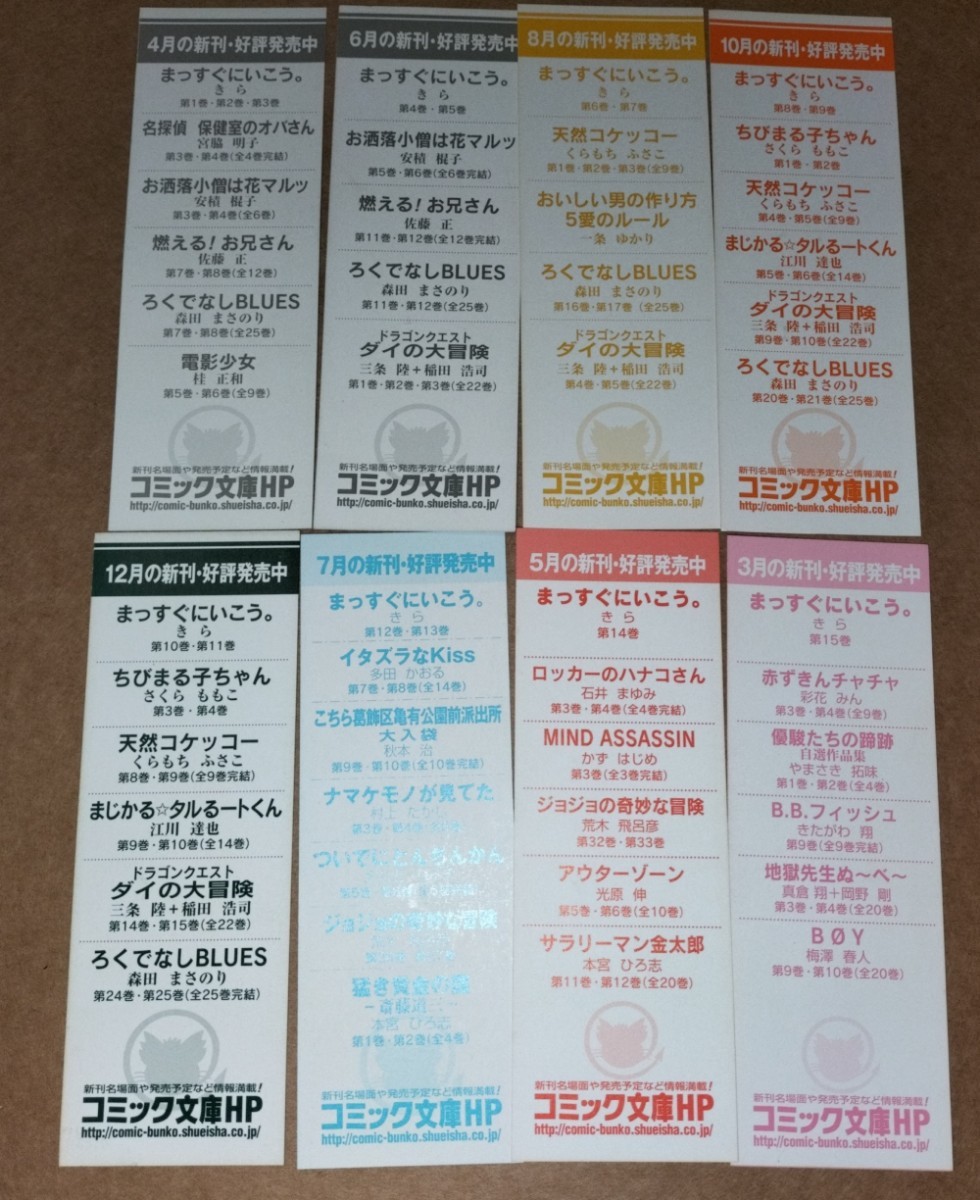 4月の新刊・好評発売中
まっすぐにいこう。
きら
第1巻・第2巻・第3巻
名探偵 保健室のオバさん
宮脇 明子
第3巻・第4巻(全4巻完結)
お洒落小僧は花マルッ
安積 棍子
第3巻・第4巻(全6巻)
燃える!お兄さん
佐藤 正
第7巻・第8巻(全12巻)
ろくでなしBLUES
森田 まさのり
第7巻・第8巻(全25巻)
電影少女
桂 正和
第5巻・第6巻(全9巻)
新刊名場面や発売予定など情報満載!
コミック文庫HP
http://comic-bunko.shueisha.co.jp/
6月の新刊・好評発売中
まっすぐにいこう。
きら
第4巻・第5巻
お洒落小僧は花マルッ
安積 棍子
第5巻・第6巻(全6巻完結)
燃える!お兄さん
佐藤 正
第11巻・第12巻(全12巻完結)
ろくでなしBLUES
森田 まさのり
第11巻・第12巻(全25巻)
ドラゴンクエスト
ダイの大冒険
三条 陸+稲田 浩司
第1巻・第2巻・第3巻(全22巻)
新刊名場面や発売予定など情報満載!
コミック文庫HP
http://comic-bunko.shueisha.co.jp/
8月の新刊・好評発売中
まっすぐにいこう。
きら
第6巻・第7巻
天然コケッコー
くらもち ふさこ
第1巻・第2巻・第3巻(全9巻)
おいしい男の作り方
5愛のルール
一条 ゆかり
ろくでなしBLUES
森田 まさのり
第16巻・第17巻(全25巻)
ドラゴンクエスト
ダイの大冒険
三条 陸+稲田 浩司
第4巻・第5巻(全22巻)
新刊名場面や発売予定など情報満載!
コミック文庫HP
http://comic-bunko.shueisha.co.jp/
10月の新刊・好評発売中
まっすぐにいこう。
きら
第8巻・第9巻
ちびまる子ちゃん
さくら ももこ
第1巻・第2巻
天然コケッコー
くらもち ふさこ
第4巻・第5巻(全9巻)
まじかる☆タルるートくん
江川 達也
第5巻・第6巻(全14巻)
ドラゴンクエスト
ダイの大冒険
三条 陸+稲田 浩司
第9巻・第10巻(全22巻)
ろくでなしBLUES
森田 まさのり
第20巻・第21巻(全25巻)
新刊名場面や発売予定など情報満載!
コミック文庫HP
http://comic-bunko.shueisha.co.jp/
12月の新刊・好評発売中
まっすぐにいこう。
きら
第10巻・第11巻
ちびまる子ちゃん
さくら ももこ
第3巻・第4巻
天然コケッコー
くらもち ふさこ
第8巻・第9巻(全9巻完結)
まじかる☆タルるートくん
江川 達也
第9巻・第10巻(全14巻)
ドラゴンクエスト
ダイの大冒険
三条 陸+稲田 浩司
第14巻・第15巻(全22巻)
ろくでなしBLUES
森田 まさのり
第24巻・第25巻(全25巻完結)
新刊名場面や発売予定など情報満載!
コミック文庫HP
http://comic-bunko.shueisha.co.jp/
7月の新刊・好評発売中
まっすぐにいこう。
きら
第12巻・第13巻
イタズラなKiss
多田 かおる
第7巻・第8巻(全14巻)
こちら葛飾区亀有公園前派出所
大入袋
秋本 治
第9巻・第10巻(全10巻完結)
ナマケモノが見てた
村上 たかし
第3巻・第4巻
ついでにとんちんかん
ジョジョの奇妙な冒険
猛き黄金の国
－斎藤道三－
本宮 ひろ志
第1巻・第2巻(全4巻)
新刊名場面や発売予定など情報満載!
コミック文庫HP
http://comic-bunko.shueisha.co.jp/
5月の新刊・好評発売中
まっすぐにいこう。
きら
第14巻
ロッカーのハナコさん
石井 まゆみ
第3巻・第4巻(全4巻完結)
MIND ASSASSIN
かず はじめ
第3巻(全3巻完結)
ジョジョの奇妙な冒険
荒木 飛呂彦
第32巻・第33巻
アウターゾーン
光原 伸
第5巻・第6巻(全10巻)
サラリーマン金太郎
本宮 ひろ志
第11巻・第12巻(全20巻)
新刊名場面や発売予定など情報満載!
コミック文庫HP
http://comic-bunko.shueisha.co.jp/
3月の新刊・好評発売中
まっすぐにいこう。
きら
第15巻
赤ずきんチャチャ
彩花 みん
第3巻・第4巻(全9巻)
優駿たちの蹄跡
自選作品集
やまさき 拓味
第1巻・第2巻(全4巻)
B.B.フィッシュ
きたがわ 翔
第9巻(全9巻完結)
地獄先生ぬ～べ～
真倉 翔+岡野 剛
第3巻・第4巻(全20巻)
BØY
梅澤 春人
第9巻・第10巻(全20巻)
新刊名場面や発売予定など情報満載!
コミック文庫HP
http://comic-bunko.shueisha.co.jp/